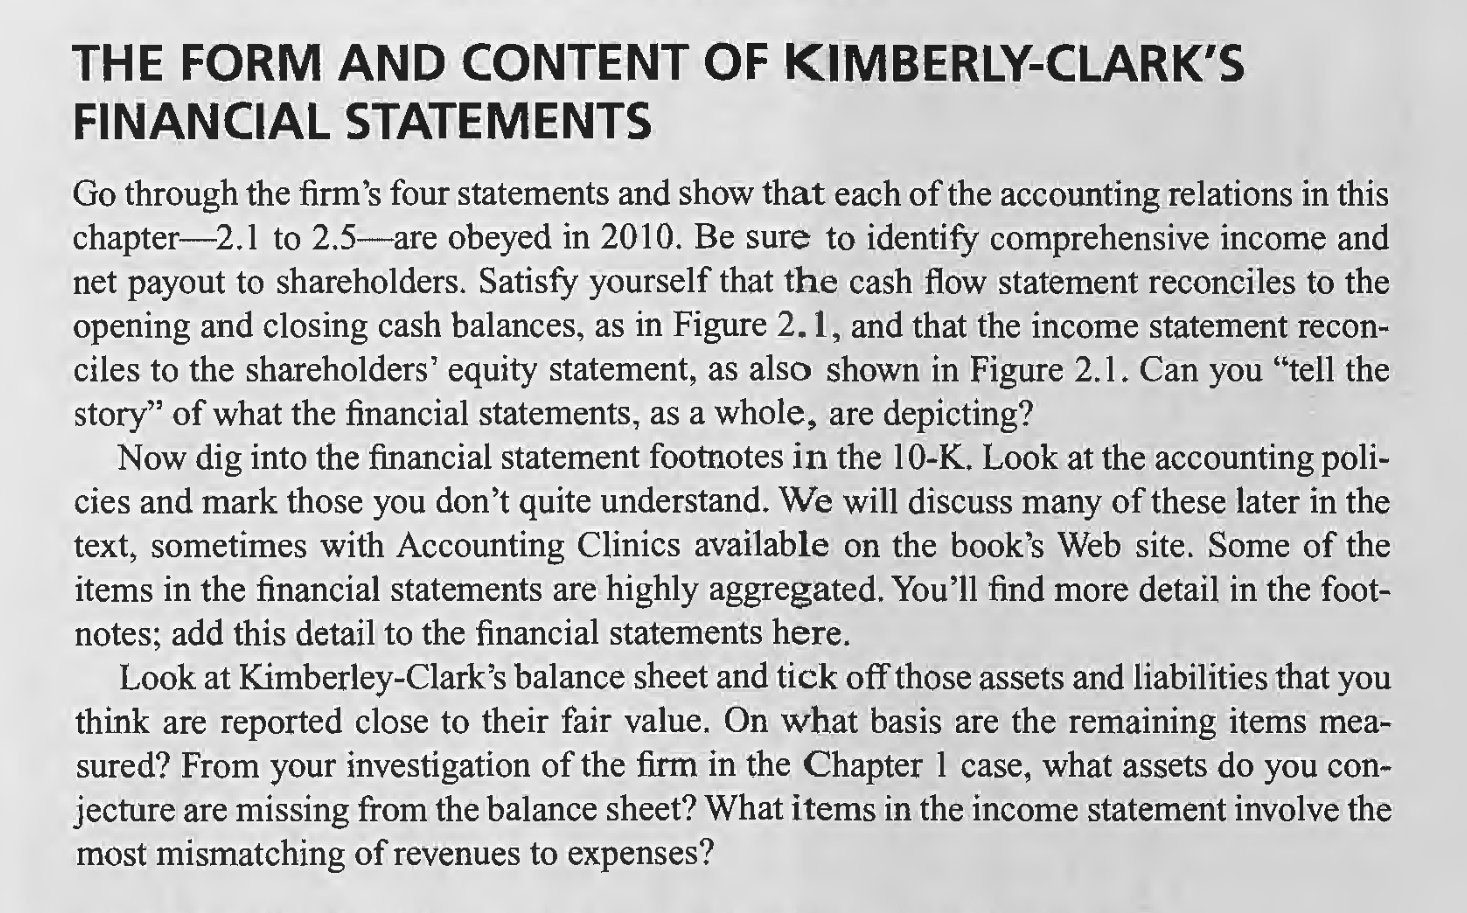 THE FORM AND CONTENT OF KIMBERLY-CLARK'S
FINANCIAL STATEMENTS
Go through the firm's four statements and show that each of the accounting relations in this
chapter—2.1 to 2.5—are obeyed in 2010. Be sure to identify comprehensive income and
net payout to shareholders. Satisfy yourself that the cash flow statement reconciles to the
opening and closing cash balances, as in Figure 2.1, and that the income statement recon-
ciles to the shareholders' equity statement, as also shown in Figure 2.1. Can you “tell the
story” of what the financial statements, as a whole, are depicting?
Now dig into the financial statement footnotes in the 10-K. Look at the accounting poli-
cies and mark those you don't quite understand. We will discuss many of these later in the
text, sometimes with Accounting Clinics available on the book's Web site. Some of the
items in the financial statements are highly aggregated. You'll find more detail in the foot-
notes; add this detail to the financial statements here.
Look at Kimberley-Clark's balance sheet and tick off those assets and liabilities that you
think are reported close to their fair value. On what basis are the remaining items mea-
sured? From your investigation of the firm in the Chapter 1 case, what assets do you con-
jecture are missing from the balance sheet? What items in the income statement involve the
most mismatching of revenues to expenses?